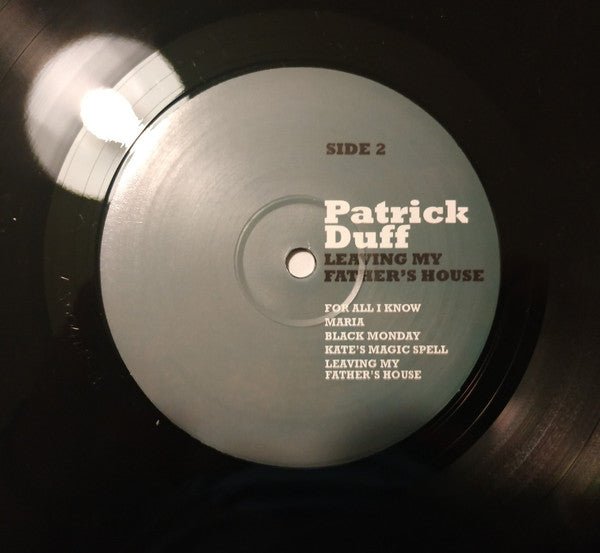 SIDE 2
Patrick
Duff
LEAVING MY
FATHER'S HOUSE
FOR ALL I KNOW
MARIA
BLACK MONDAY
KATE'S MAGIC SPELL
LEAVING MY
FATHER'S HOUSE